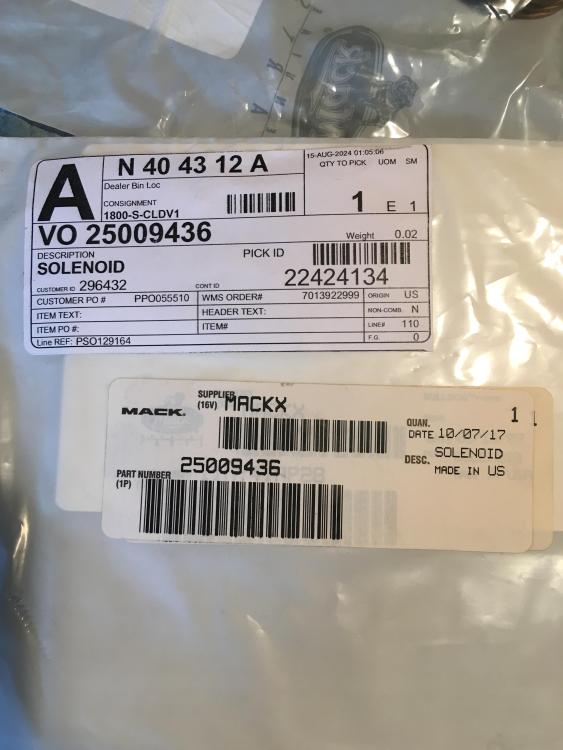 MACK
A
N 40 4312 A
Dealer Bin Loc
CONSIGNMENT
1800-S-CLDV1
15-AUG-2024 01:05:06
QTY TO PICK UOM SM
1 E 1
VO 25009436
Weight 0.02
DESCRIPTION
SOLENOID
PICK ID
CUSTOMER ID 296432
CONT ID 22424134
CUSTOMER PO # PPO055510 WMS ORDER# 7013922999 ORIGIN US
ITEM TEXT: HEADER TEXT: NON-COMB. N
ITEM PO #: ITEM# LINE# 110
Line REF: PSO129164 F.G. 0
MACK.
SUPPLIER
(16V) MACKX
QUAN. 1
DATE 10/07/17
DESC. SOLENOID
MADE IN US
PART NUMBER
(1P) 25009436